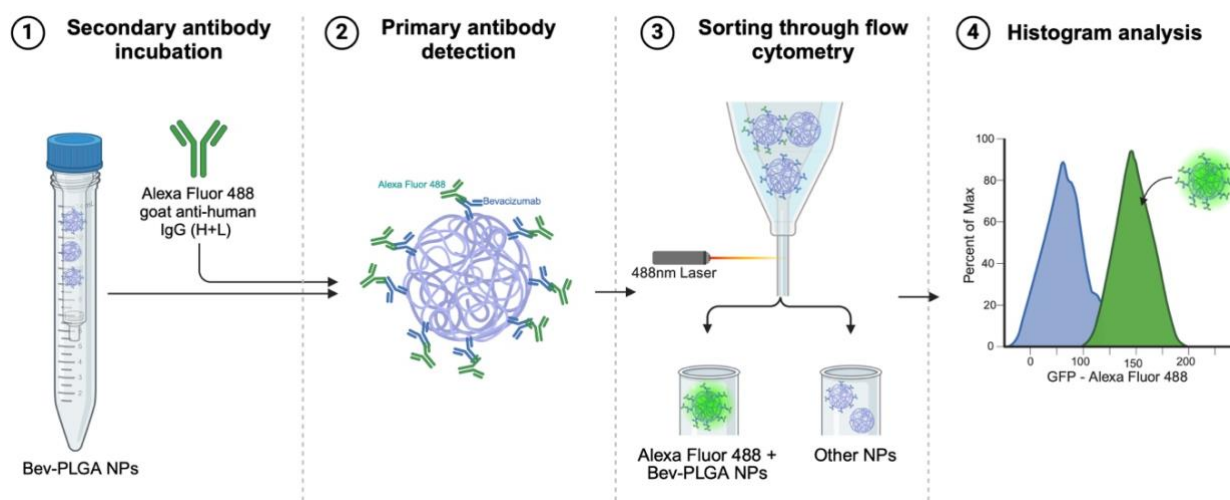 1 Secondary antibody
incubation
2 Primary antibody
detection
3 Sorting through flow
cytometry
4 Histogram analysis
Alexa Fluor 488
goat anti-human
IgG (H+L)
Bev-PLGA NPs
Alexa Fluor 488
Bevacizumab
488nm Laser
Alexa Fluor 488 +
Bev-PLGA NPs
Other NPs
Percent of Max
100
80
60
40
20
0
0 100 150 200
GFP - Alexa Fluor 488